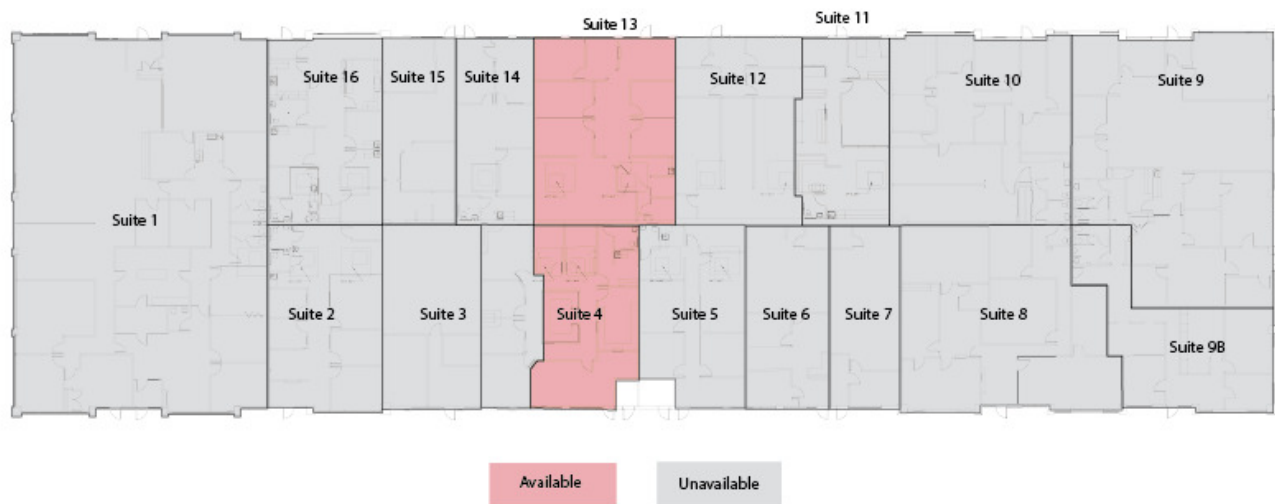 Suite 13
Suite 11
Suite 16
Suite 15
Suite 14
Suite 12
Suite 10
Suite 9
Suite 1
Suite 2
Suite 3
Suite 4
Suite 5
Suite 6
Suite 7
Suite 8
Suite 9B
Available
Unavailable